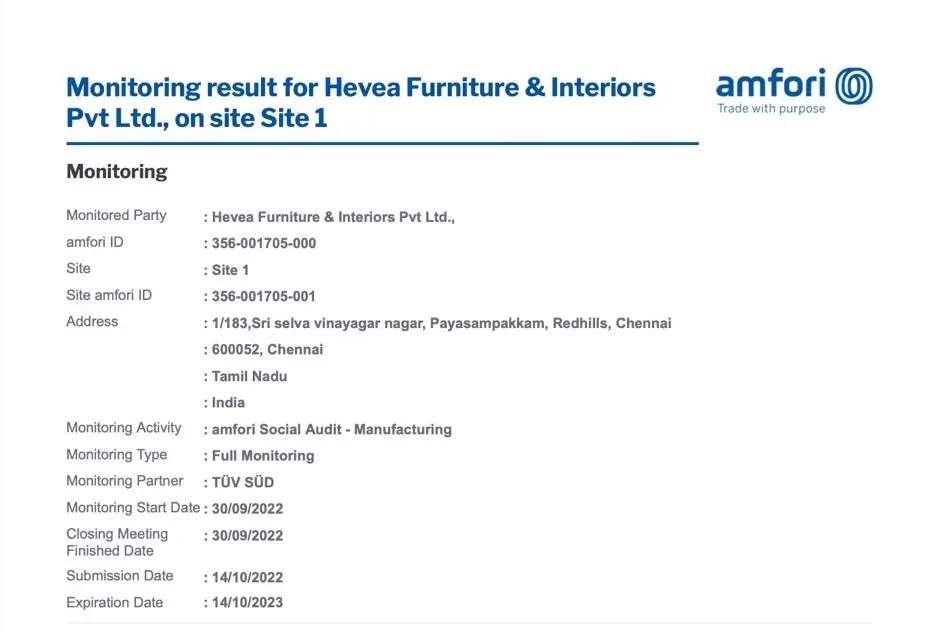 Monitoring result for Hevea Furniture & Interiors
Pvt Ltd., on site Site 1
amfori
Trade with purpose
Monitoring
Monitored Party : Hevea Furniture & Interiors Pvt Ltd.,
amfori ID : 356-001705-000
Site : Site 1
Site amfori ID : 356-001705-001
Address : 1/183,Sri selva vinayagar nagar, Payasampakkam, Redhills, Chennai
: 600052, Chennai
: Tamil Nadu
: India
Monitoring Activity : amfori Social Audit - Manufacturing
Monitoring Type : Full Monitoring
Monitoring Partner : TÜV SÜD
Monitoring Start Date : 30/09/2022
Closing Meeting : 30/09/2022
Finished Date
Submission Date : 14/10/2022
Expiration Date : 14/10/2023